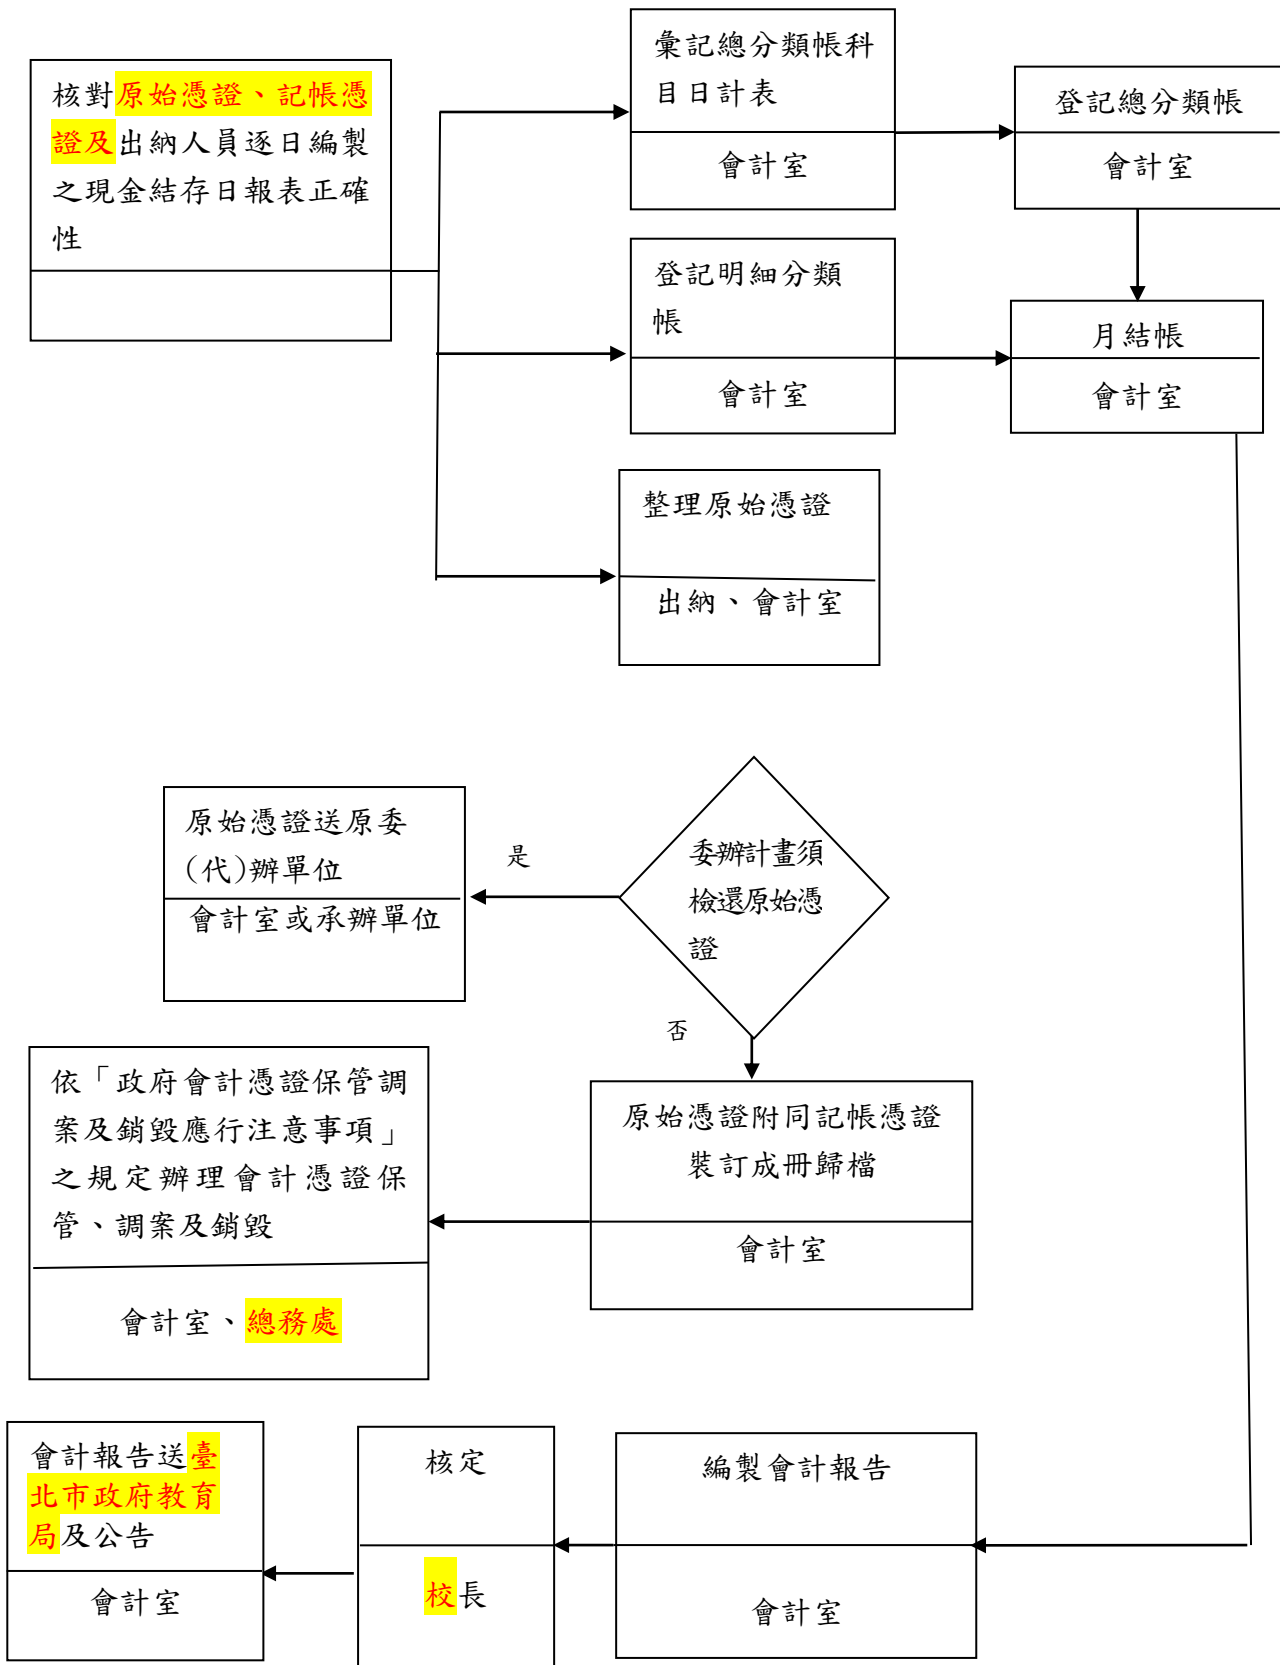 核對原始憑證、記帳憑
證及出納人員逐日編製
之現金結存日報表正確
性
彙記總分類帳科
目日計表
會計室
登記總分類帳
會計室
登記明細分類
帳
會計室
月結帳
會計室
整理原始憑證
出納、會計室
委辦計畫須
檢還原始憑
證
是
原始憑證送原委
(代)辦單位
會計室或承辦單位
否
原始憑證附同記帳憑證
裝訂成冊歸檔
會計室
依「政府會計憑證保管調
案及銷毀應行注意事項」
之規定辦理會計憑證保
管、調案及銷毀
會計室、總務處
編製會計報告
會計室
核定
校長
會計報告送臺
北市政府教育
局及公告
會計室